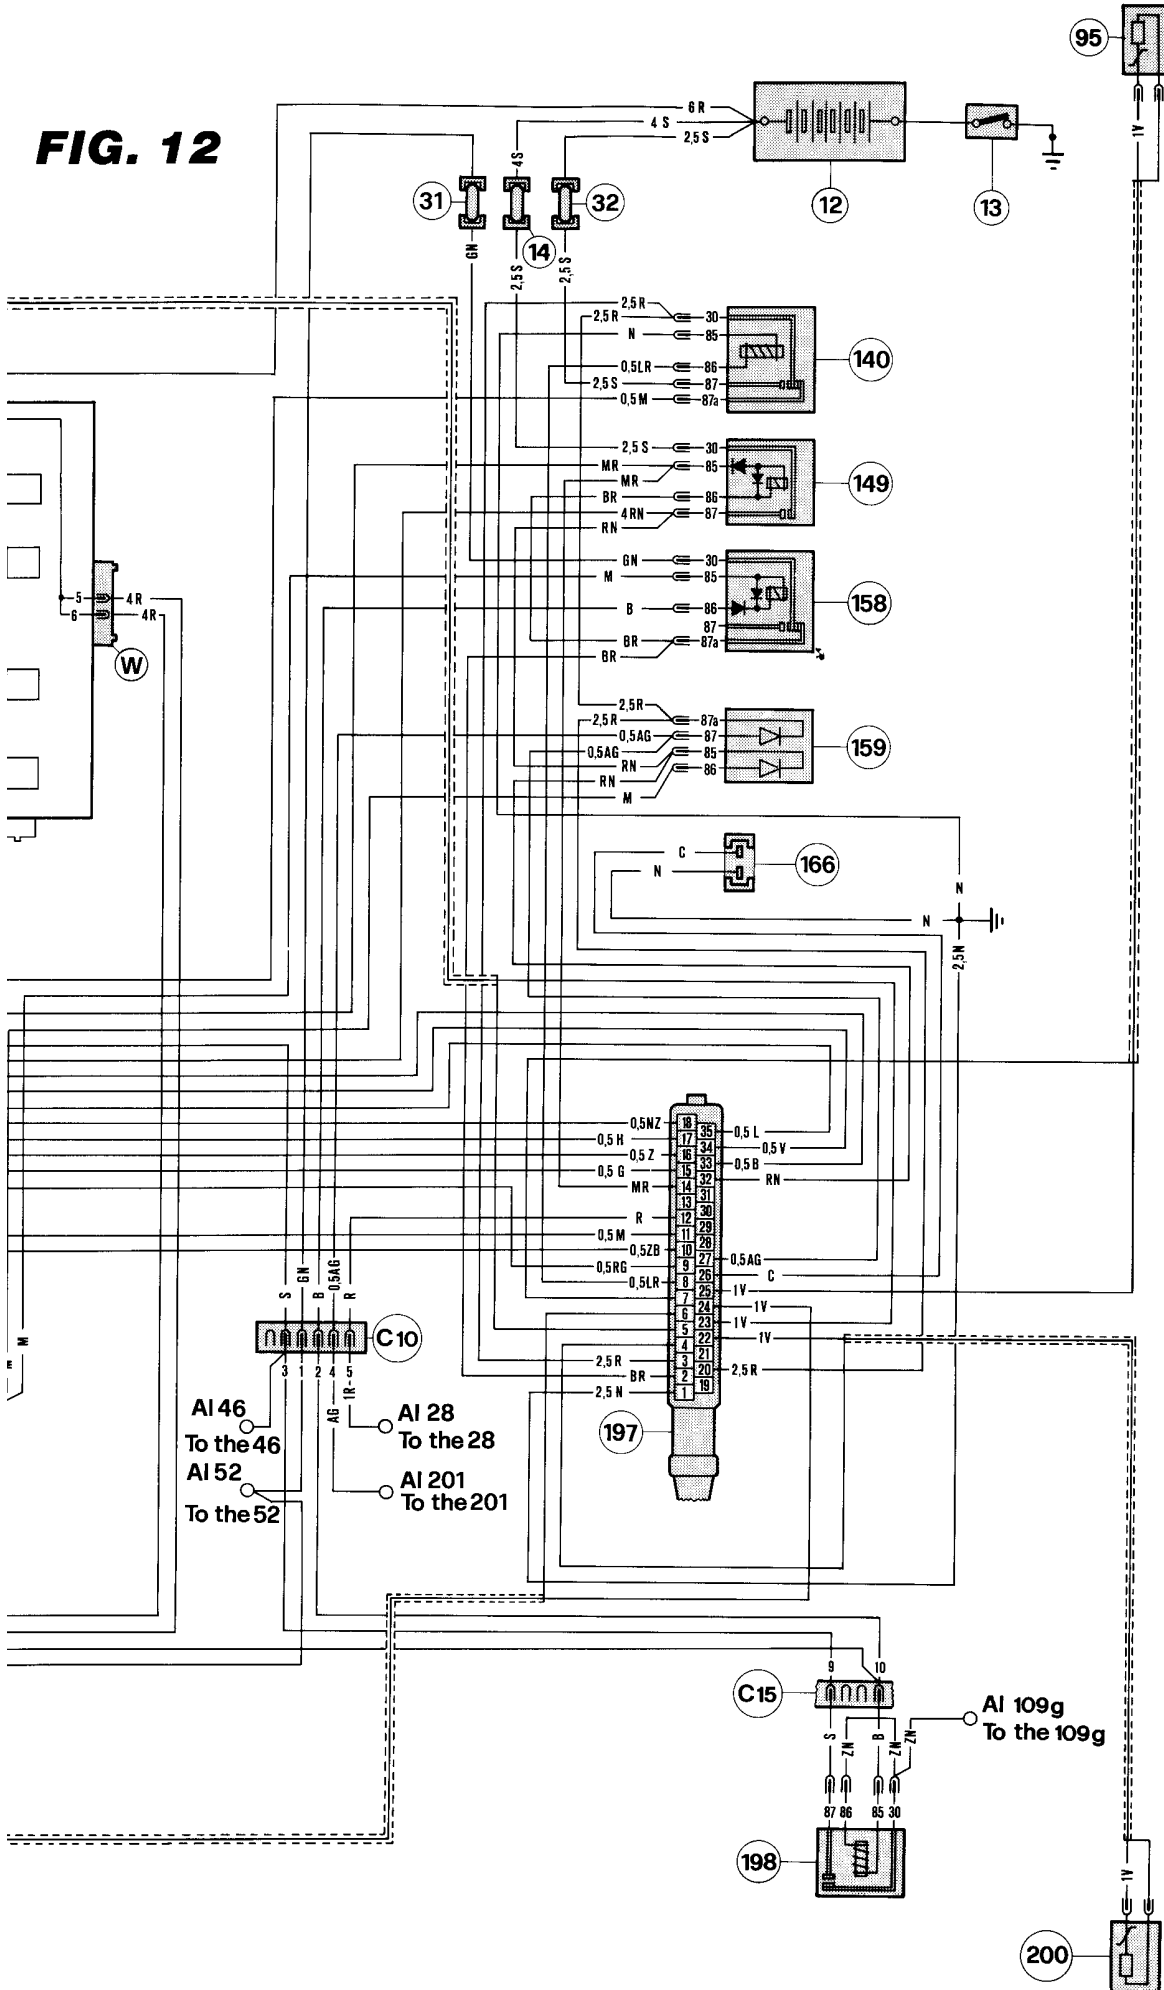 FIG. 12
95
1V
6 R
4 S
2,5 S
4S
12
13
31
14
32
GN
2,5 S
2,5 S
2,5 R
2,5 R
30
N
85
0,5LR
86
2,5 S
87
0,5 M
87a
140
2,5 S
30
MR
85
MR
BR
86
4 RN
87
RN
149
GN
30
M
85
B
86
87
BR
87a
BR
158
5
4 R
6
4R
W
2,5 R
2,5 R
87a
0,5AG
87
0,5AG
85
RN
86
RN
M
159
C
N
166
N
N
2,5 N
0,5NZ
18
0,5 H
17
0,5 Z
16
0,5 G
15
MR
14
13
R
12
0,5 M
11
0,5ZB
10
0,5RG
9
0,5LR
8
7
6
5
4
2,5 R
3
BR
2
2,5 N
1
35
0,5 L
34
0,5 V
33
0,5 B
32
RN
31
30
29
28
27
0,5AG
26
C
25
1V
24
1V
23
1V
22
1V
21
20
2,5 R
19
197
M
S
GN
B
0,5AG
R
C10
3
1
2
4
5
1R
AG
Al 46
To the 46
Al 52
To the 52
Al 28
To the 28
Al 201
To the 201
9
10
C15
S
ZN
B
ZN
ZN
Al 109g
To the 109g
87
86
85
30
198
1V
200